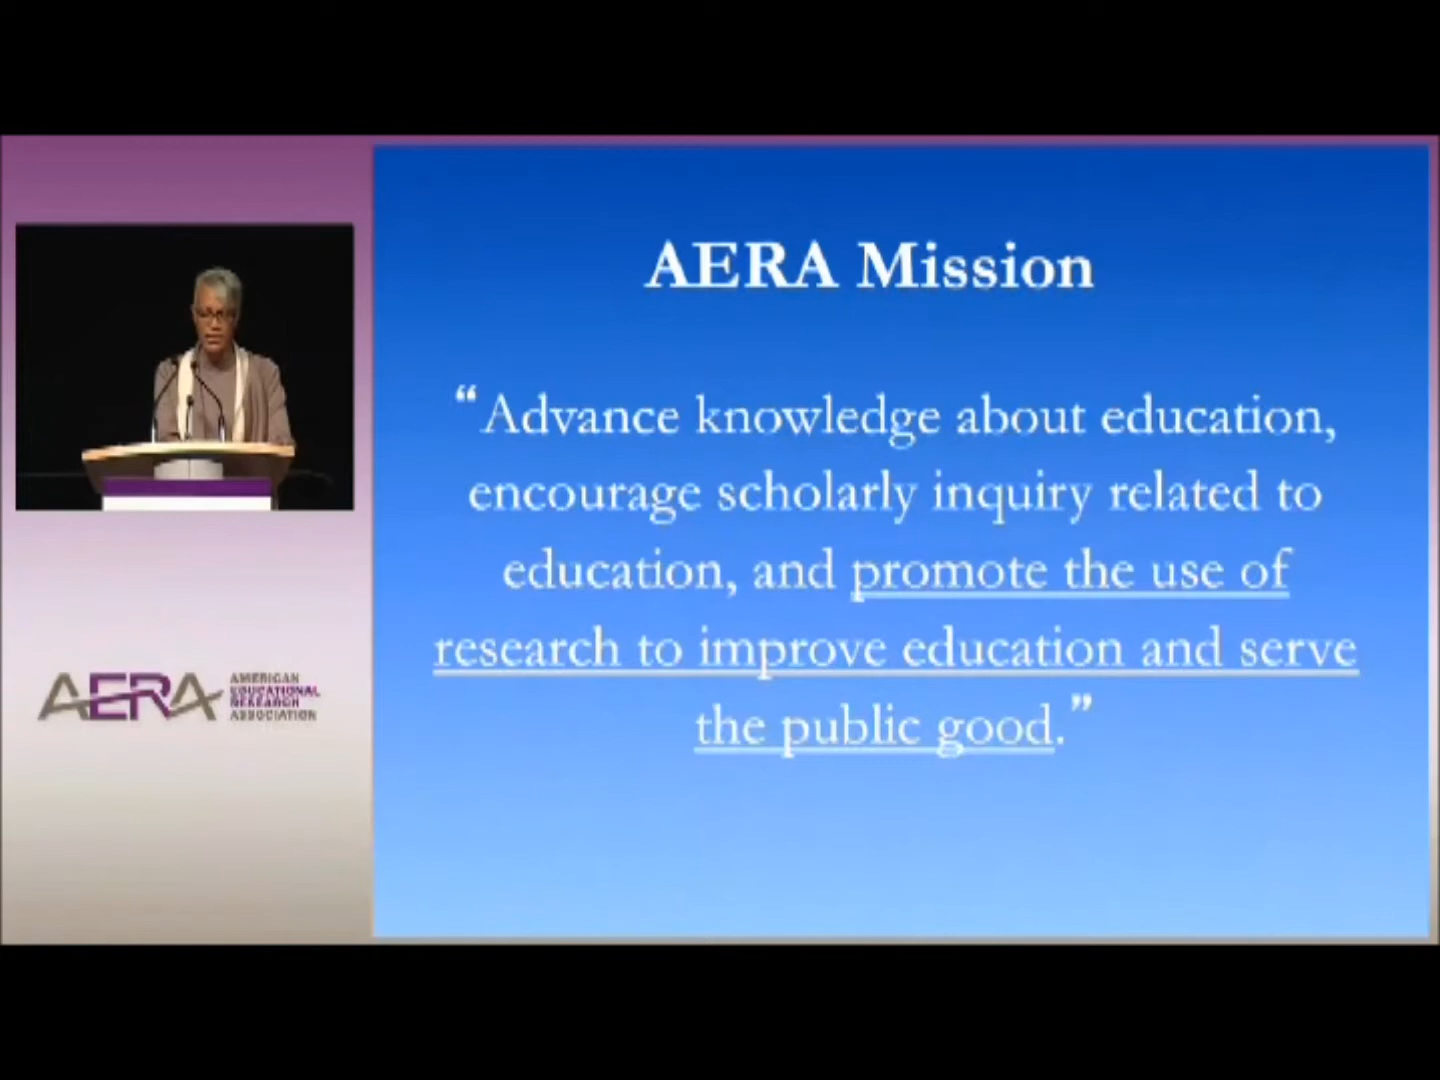 AERA Mission
“Advance knowledge about education,
encourage scholarly inquiry related to
education, and promote the use of
research to improve education and serve
the public good.”
AERA
AMERICAN
EDUCATIONAL
RESEARCH
ASSOCIATION